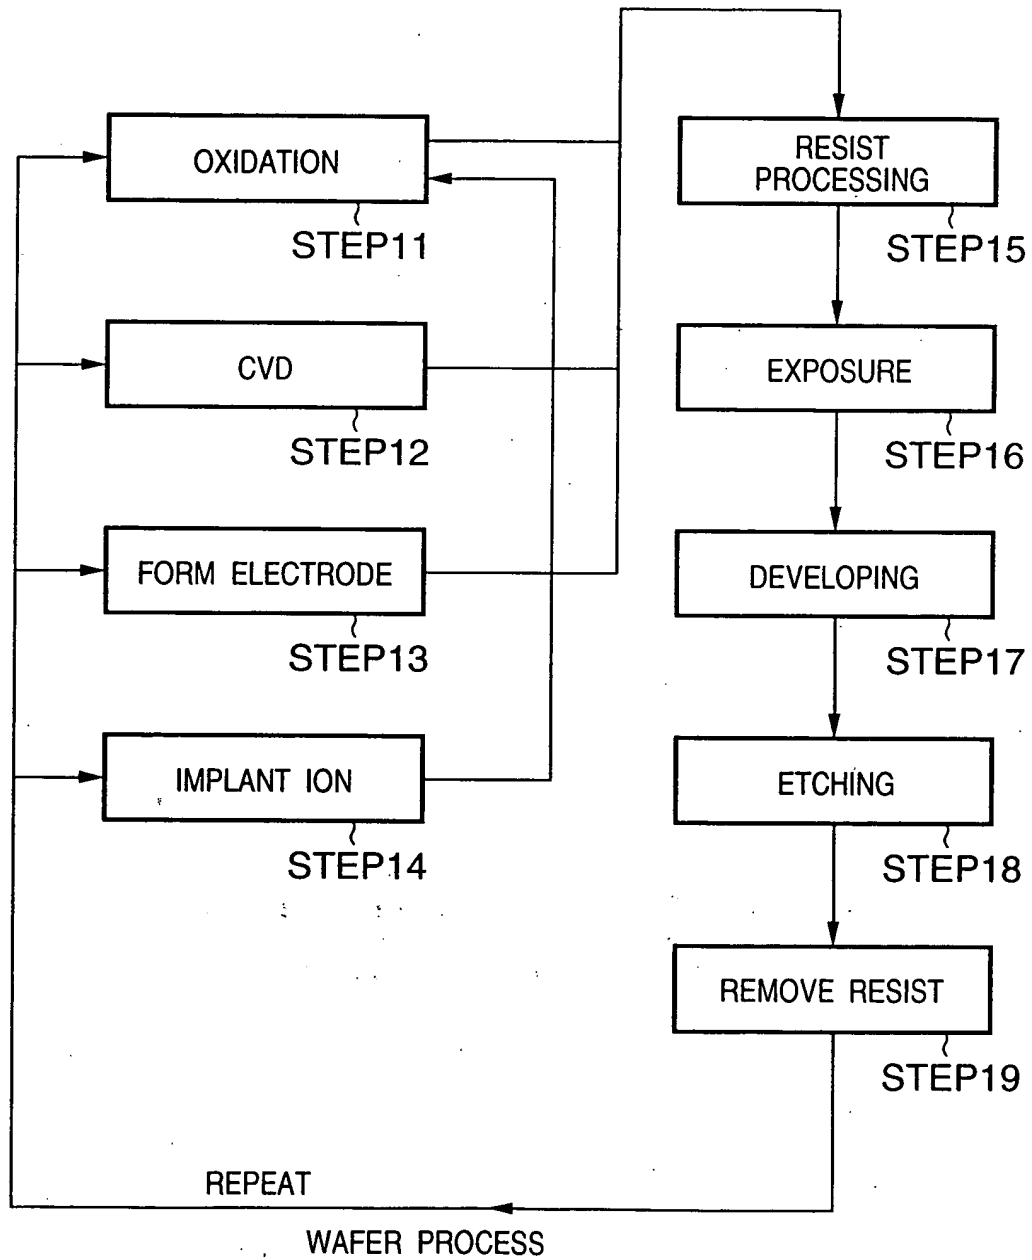 OXIDATION
STEP11
CVD
STEP12
FORM ELECTRODE
STEP13
IMPLANT ION
STEP14
RESIST
PROCESSING
STEP15
EXPOSURE
STEP16
DEVELOPING
STEP17
ETCHING
STEP18
REMOVE RESIST
STEP19
REPEAT
WAFER PROCESS